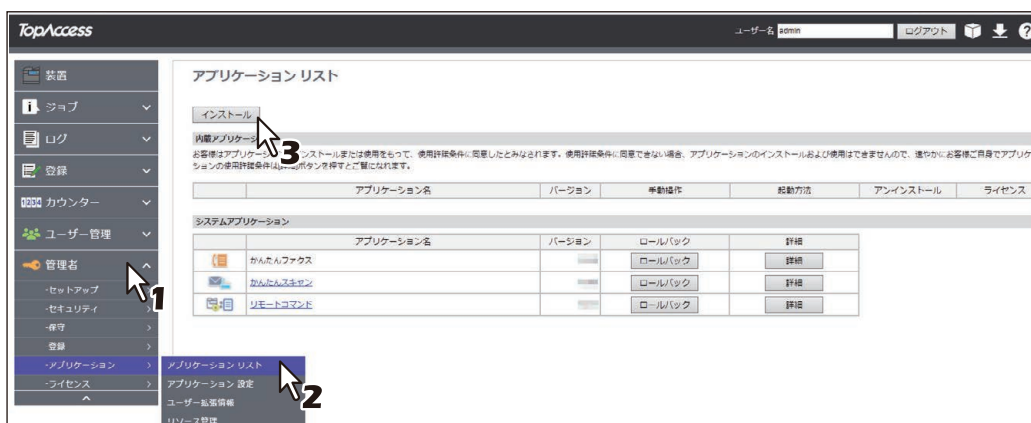 TopAccess
ユーザー名 admin ログアウト
装置
ジョブ
ログ
登録
カウンター
ユーザー管理
管理者
-セットアップ
-セキュリティ
-保守
登録
-アプリケーション
-ライセンス
アプリケーション リスト
アプリケーション 設定
ユーザー拡張情報
リソース管理
1
2
アプリケーション リスト
インストール
3
内蔵アプリケーシ
お客様はアプリケーシ ンストールまたは使用をもって、使用許諾条件に同意したとみなされます。使用許諾条件に同意できない場合、アプリケーションのインストールおよび使用はできませんので、速やかにお客様ご自身でアプリケ
ションの使用許諾条件は[詳細]ボタンを押すとご覧になれます。
アプリケーション名 バージョン 手動操作 起動方法 アンインストール ライセンス
システムアプリケーション
アプリケーション名 バージョン ロールバック 詳細
かんたんファクス ロールバック 詳細
かんたんスキャン ロールバック 詳細
リモートコマンド ロールバック 詳細